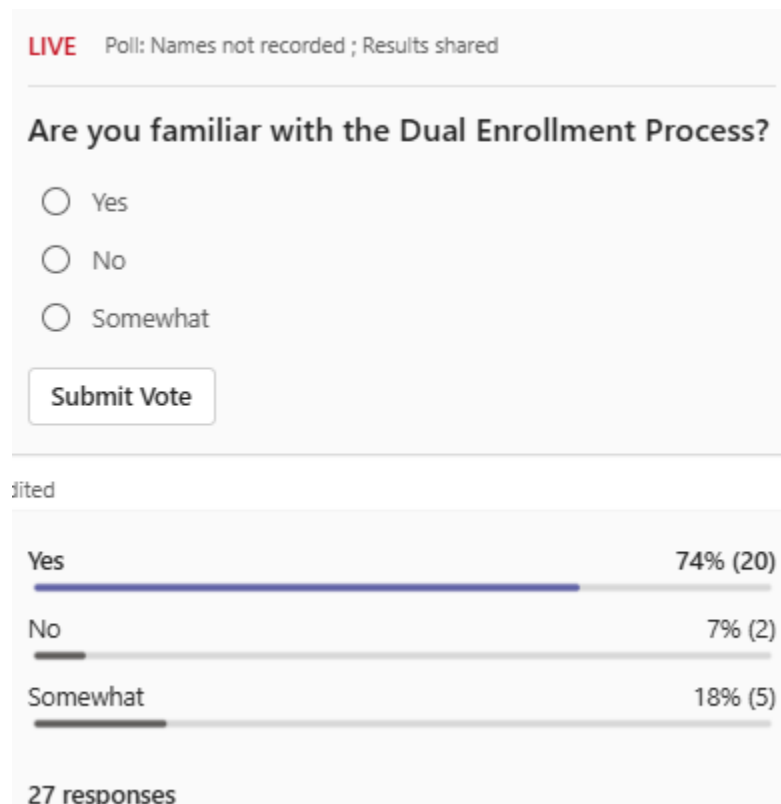 LIVE Poll: Names not recorded ; Results shared
Are you familiar with the Dual Enrollment Process?
Yes
No
Somewhat
Submit Vote
dited
Yes 74% (20)
No 7% (2)
Somewhat 18% (5)
27 responses